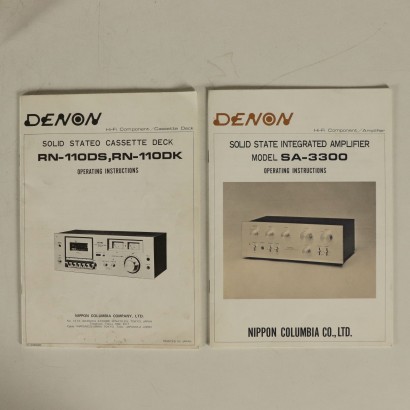 DENON
Hi-Fi Component/Cassette Deck
SOLID STATEO CASSETTE DECK
RN-110DS,RN-110DK
OPERATING INSTRUCTIONS
NIPPON COLUMBIA COMPANY, LTD.
DENON
Hi-Fi Component/Amplifier
SOLID STATE INTEGRATED AMPLIFIER
MODEL SA-3300
OPERATING INSTRUCTIONS
NIPPON COLUMBIA CO., LTD.